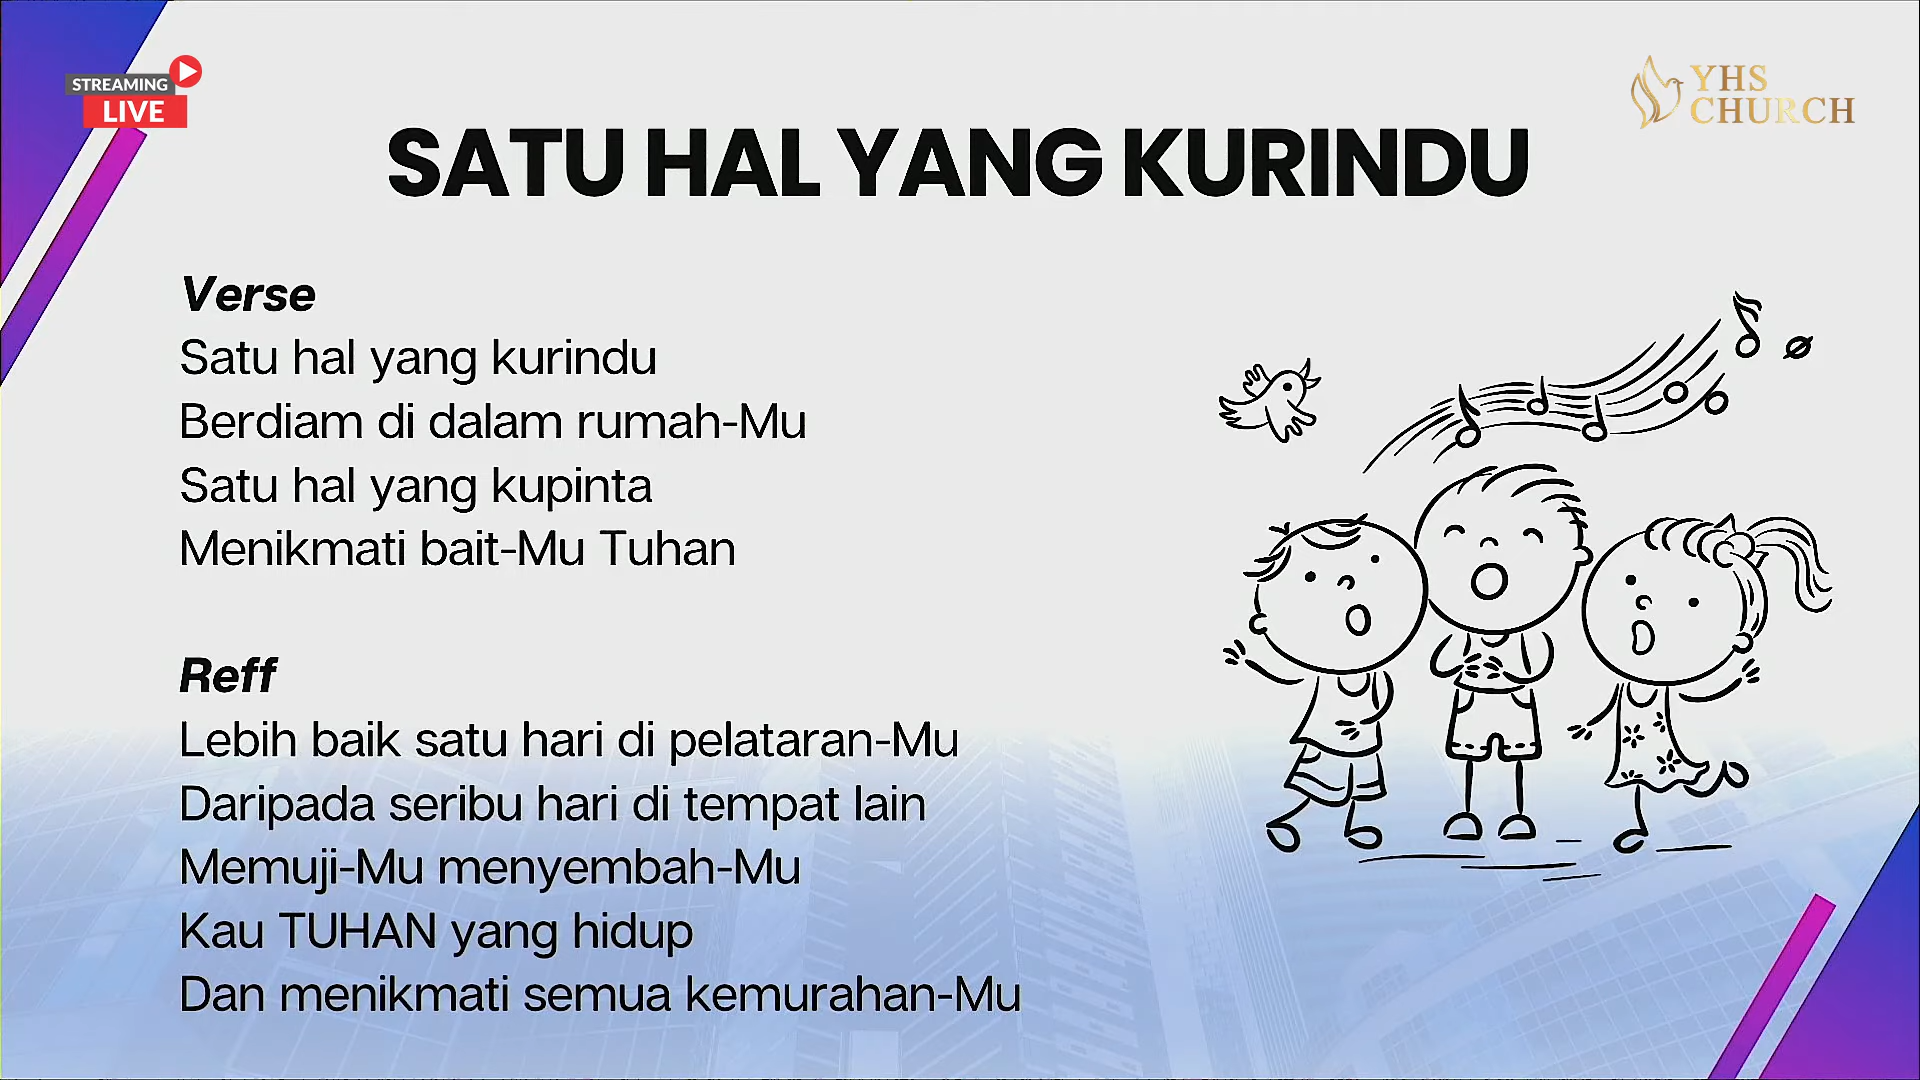 STREAMING
LIVE
YHS
CHURCH
SATU HAL YANG KURINDU
Verse
Satu hal yang kurindu
Berdiam di dalam rumah-Mu
Satu hal yang kupinta
Menikmati bait-Mu Tuhan
Reff
Lebih baik satu hari di pelataran-Mu
Daripada seribu hari di tempat lain
Memuji-Mu menyembah-Mu
Kau TUHAN yang hidup
Dan menikmati semua kemurahan-Mu